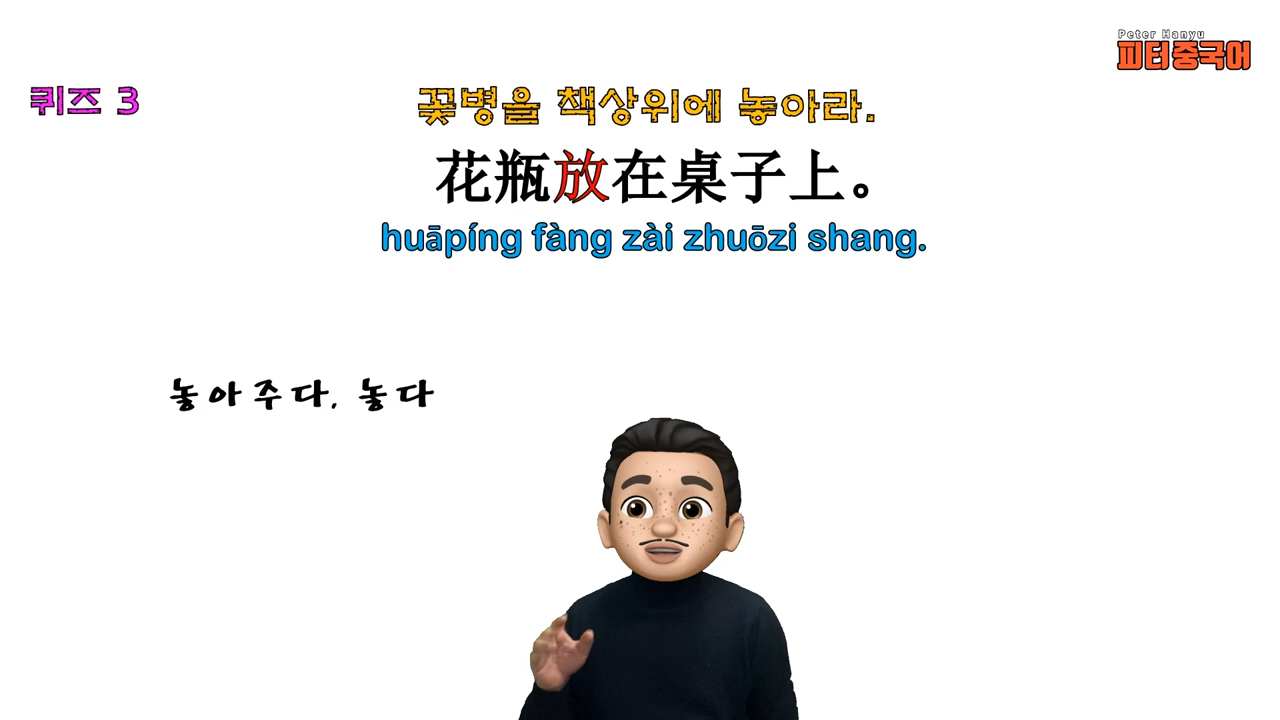 Peter Hanyu
피터중국어
퀴즈 3
꽃병을 책상위에 놓아라.
花瓶放在桌子上。
huāpíng fàng zài zhuōzi shang.
놓아주다, 놓다